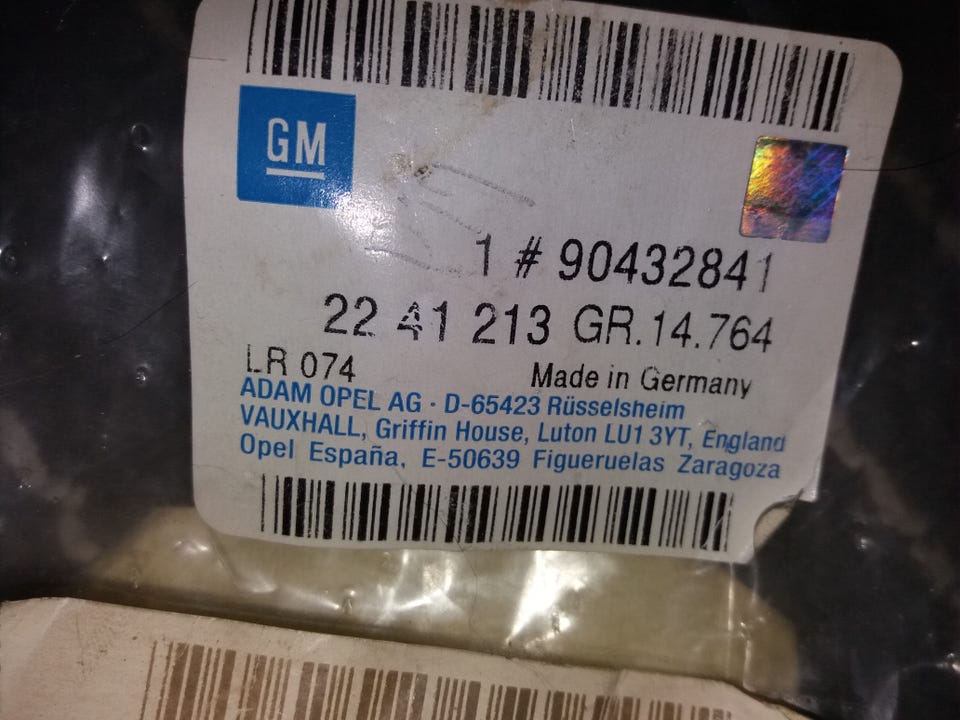 GM
1 # 90432841
22 41 213 GR.14.764
LR 074
Made in Germany
ADAM OPEL AG · D-65423 Rüsselsheim
VAUXHALL, Griffin House, Luton LU1 3YT, England
Opel España, E-50639 Figueruelas Zaragoza